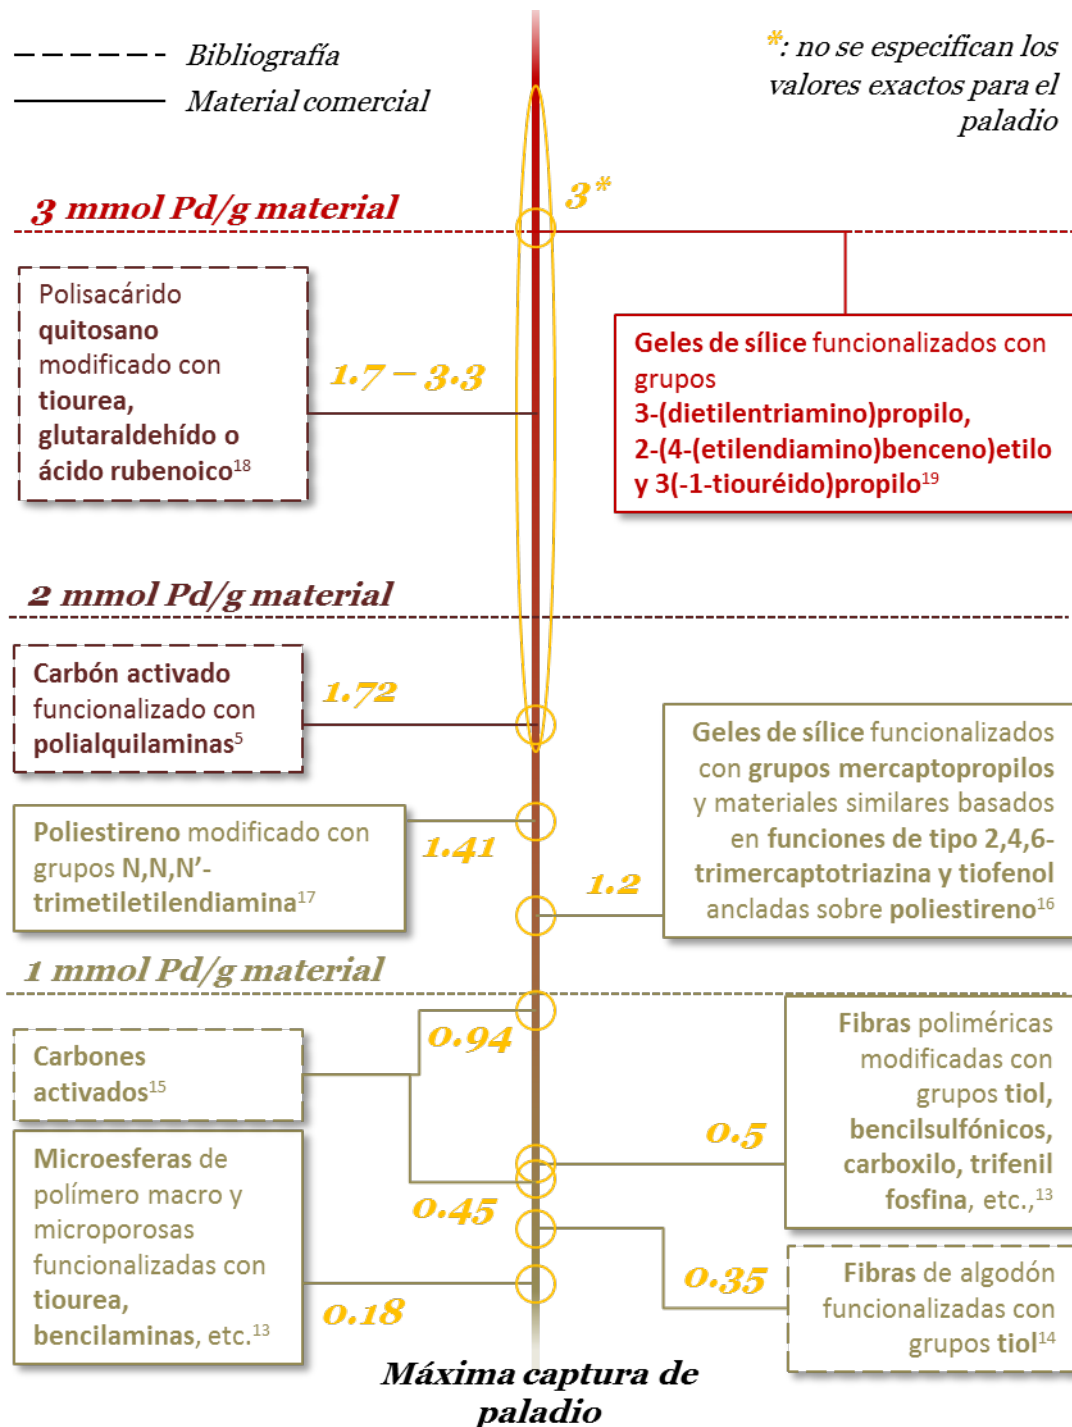 Bibliografía
Material comercial
*: no se especifican los
valores exactos para el
paladio
3 mmol Pd/g material
3*
Polisacárido
quitosano
modificado con
tiourea,
glutaraldehído o
ácido rubenoico18
1.7 – 3.3
Geles de sílice funcionalizados con
grupos
3-(dietilentriamino)propilo,
2-(4-(etilendiamino)benceno)etilo
y 3(-1-tiouréido)propilo19
2 mmol Pd/g material
Carbón activado
funcionalizado con
polialquilaminas5
1.72
Geles de sílice funcionalizados
con grupos mercaptopropilos
y materiales similares basados
en funciones de tipo 2,4,6-
trimercaptotriazina y tiofenol
ancladas sobre poliestireno16
1.2
Poliestireno modificado con
grupos N,N,N’-
trimetiletilendiamina17
1.41
1 mmol Pd/g material
Carbones
activados15
0.94
0.45
Fibras poliméricas
modificadas con
grupos tiol,
bencilsulfónicos,
carboxilo, trifenil
fosfina, etc.,13
0.5
Microesferas de
polímero macro y
microporosas
funcionalizadas con
tiourea,
bencilaminas, etc.13
0.18
Fibras de algodón
funcionalizadas con
grupos tiol14
0.35
Máxima captura de
paladio